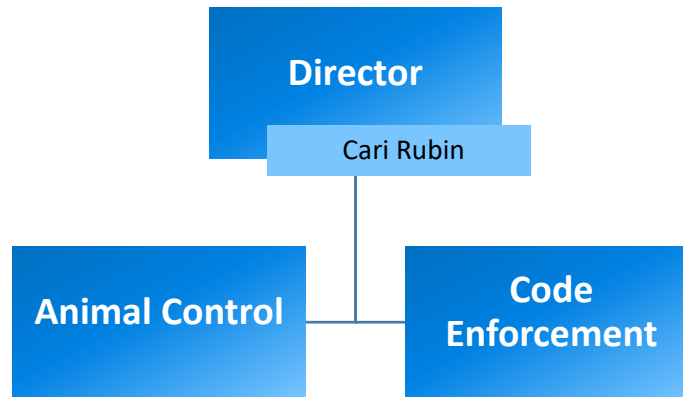 Director
Cari Rubin
Animal Control
Code
Enforcement